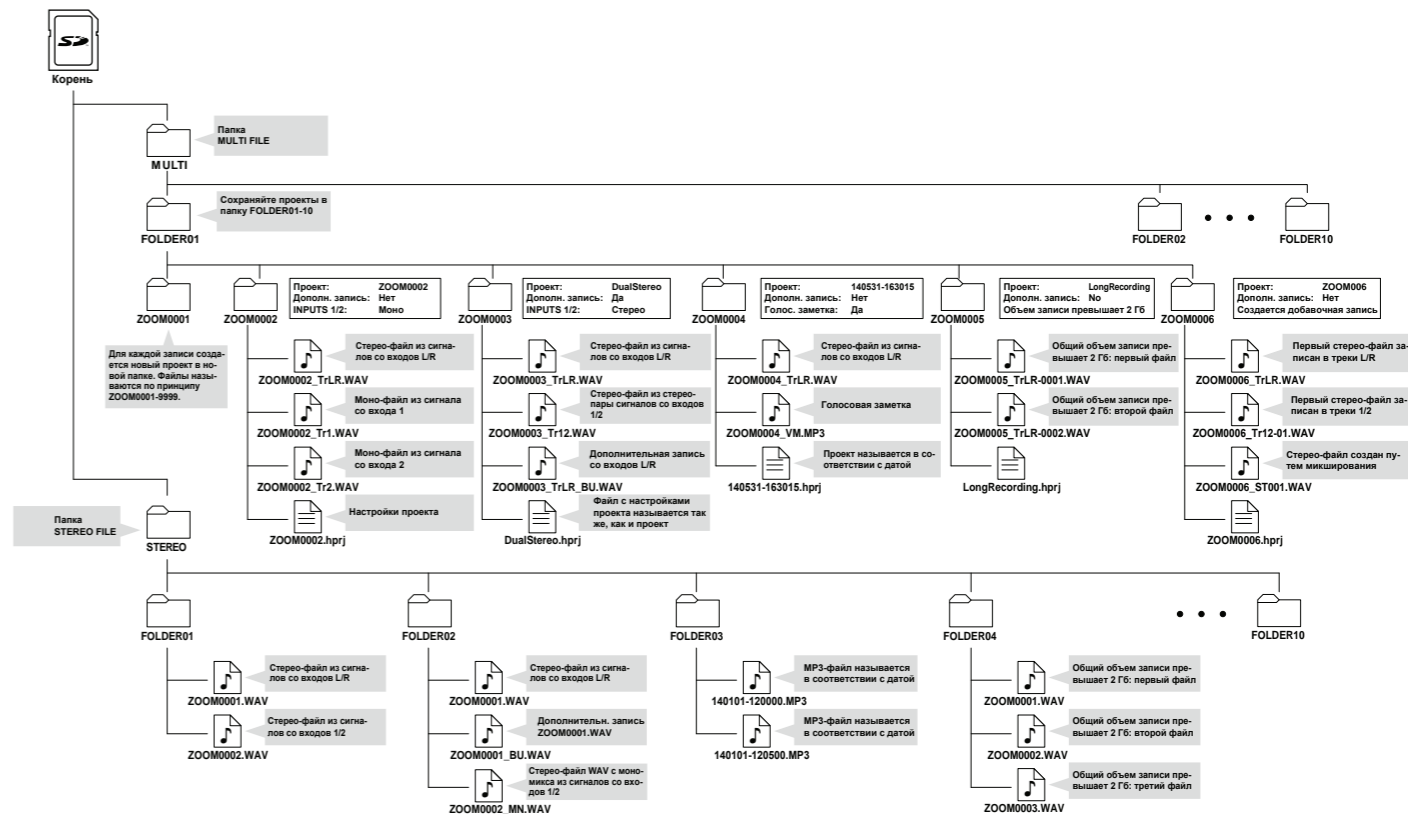 SD
Корень
Папка
MULTI FILE
MULTI
Сохраняйте проекты в
папку FOLDER01-10
FOLDER01
FOLDER02
• • •
FOLDER10
ZOOM0001
Для каждой записи созда-
ется новый проект в но-
вой папке. Файлы назы-
ваются по принципу
ZOOM0001-9999.
ZOOM0002
Проект: ZOOM0002
Дополн. запись: Нет
INPUTS 1/2: Моно
Стерео-файл из сигна-
лов со входов L/R
ZOOM0002_TrLR.WAV
Моно-файл из сигнала
со входа 1
ZOOM0002_Tr1.WAV
Моно-файл из сигнала
со входа 2
ZOOM0002_Tr2.WAV
Настройки проекта
ZOOM0002.hprj
ZOOM0003
Проект: DualStereo
Дополн. запись: Да
INPUTS 1/2: Стерео
Стерео-файл из сигна-
лов со входов L/R
ZOOM0003_TrLR.WAV
Стерео-файл из стерео-
пары сигналов со входов
1/2
ZOOM0003_Tr12.WAV
Дополнительная запись
со входов L/R
ZOOM0003_TrLR_BU.WAV
Файл с настройками
проекта называется так
же, как и проект
DualStereo.hprj
ZOOM0004
Проект: 140531-163015
Дополн. запись: Нет
Голос. заметка: Да
Стерео-файл из сигна-
лов со входов L/R
ZOOM0004_TrLR.WAV
Голосовая заметка
ZOOM0004_VM.MP3
Проект называется в со-
ответствии с датой
140531-163015.hprj
ZOOM0005
Проект: LongRecording
Дополн. запись: No
Объем записи превышает 2 Гб
Общий объем записи пре-
вышает 2 Гб: первый файл
ZOOM0005_TrLR-0001.WAV
Общий объем записи пре-
вышает 2 Гб: второй файл
ZOOM0005_TrLR-0002.WAV
LongRecording.hprj
ZOOM0006
Проект: ZOOM006
Дополн. запись: Нет
Создается добавочная запись
Первый стерео-файл за-
писан в треки L/R
ZOOM0006_TrLR.WAV
Первый стерео-файл за-
писан в треки 1/2
ZOOM0006_Tr12-01.WAV
Стерео-файл создан пу-
тем микширования
ZOOM0006_ST001.WAV
ZOOM0006.hprj
Папка
STEREO FILE
STEREO
FOLDER01
Стерео-файл из сигна-
лов со входов L/R
ZOOM0001.WAV
Стерео-файл из сигна-
лов со входов 1/2
ZOOM0002.WAV
FOLDER02
Стерео-файл из сигна-
лов со входов L/R
ZOOM0001.WAV
Дополнительн. запись
ZOOM0001.WAV
ZOOM0001_BU.WAV
Стерео-файл WAV с моно-
микса из сигналов со вхо-
дов 1/2
ZOOM0002_MN.WAV
FOLDER03
MP3-файл называется
в соответствии с датой
140101-120000.MP3
MP3-файл называется
в соответствии с датой
140101-120500.MP3
FOLDER04
Общий объем записи пре-
вышает 2 Гб: первый файл
ZOOM0001.WAV
Общий объем записи пре-
вышает 2 Гб: второй файл
ZOOM0002.WAV
Общий объем записи пре-
вышает 2 Гб: третий файл
ZOOM0003.WAV
• • •
FOLDER10